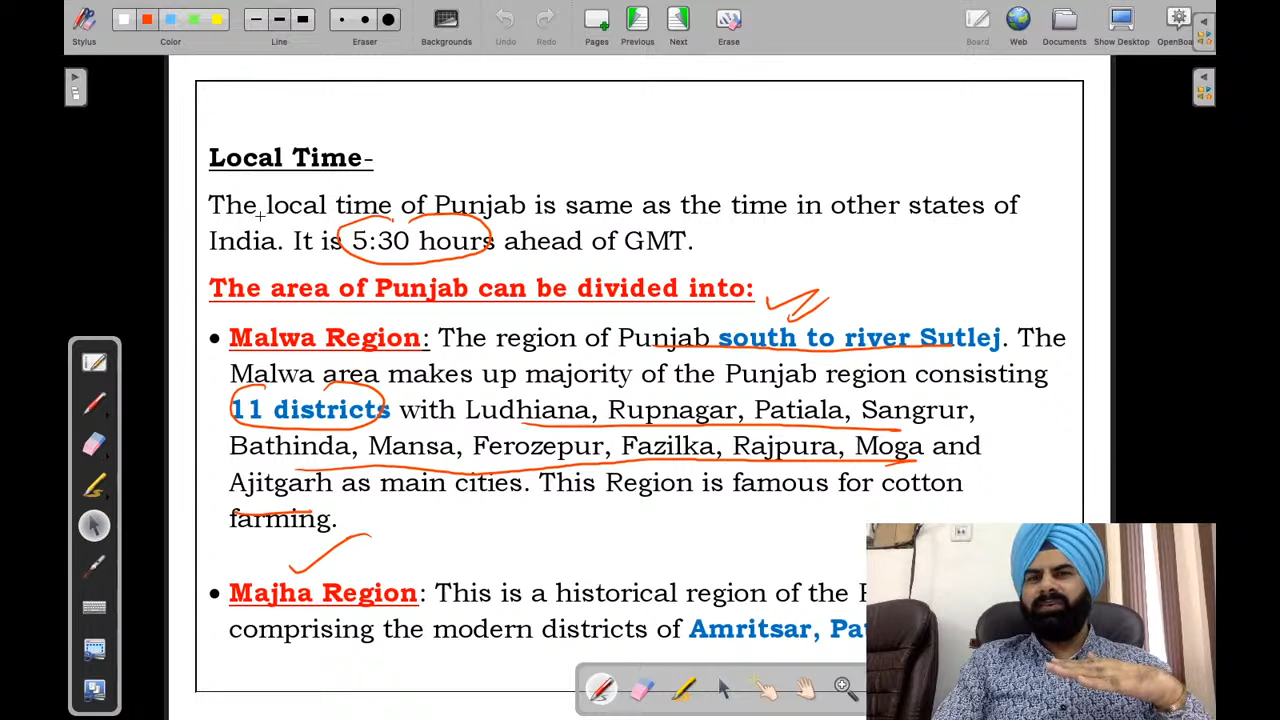 Stylus Color Line Eraser Backgrounds Undo Redo Pages Previous Next Erase Board Web Documents Show Desktop OpenBoa
Local Time-
The local time of Punjab is same as the time in other states of
India. It is 5:30 hours ahead of GMT.
The area of Punjab can be divided into:
• Malwa Region: The region of Punjab south to river Sutlej. The
Malwa area makes up majority of the Punjab region consisting
11 districts with Ludhiana, Rupnagar, Patiala, Sangrur,
Bathinda, Mansa, Ferozepur, Fazilka, Rajpura, Moga and
Ajitgarh as main cities. This Region is famous for cotton
farming.
• Majha Region: This is a historical region of the
comprising the modern districts of Amritsar,